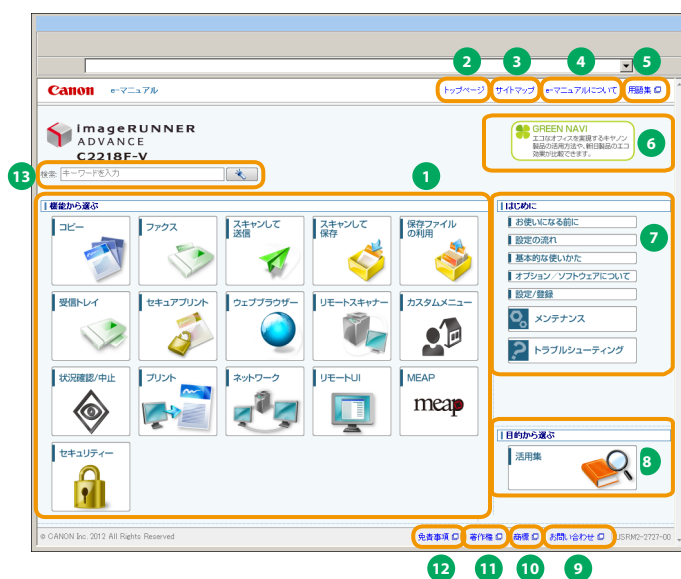 2
3
4
5
Canon e-マニュアル
トップページ
サイトマップ
e-マニュアルについて
用語集
imageRUNNER
ADVANCE
C2218F-V
GREEN NAVI
エコなオフィスを実現するキヤノン
製品の活用方法や、新旧製品のエコ
効果が比較できます。
6
13
検索:
キーワードを入力
1
機能から選ぶ
コピー
ファクス
スキャンして
送信
スキャンして
保存
保存ファイル
の利用
受信トレイ
セキュアプリント
ウェブブラウザー
リモートスキャナー
カスタムメニュー
状況確認/中止
プリント
ネットワーク
リモートUI
MEAP
meap
セキュリティー
はじめに
お使いになる前に
設定の流れ
基本的な使いかた
オプション/ソフトウェアについて
設定/登録
メンテナンス
トラブルシューティング
7
目的から選ぶ
活用集
8
© CANON Inc. 2012 All Rights Reserved
免責事項
著作権
商標
お問い合わせ
USRM2-2727-00
12
11
10
9